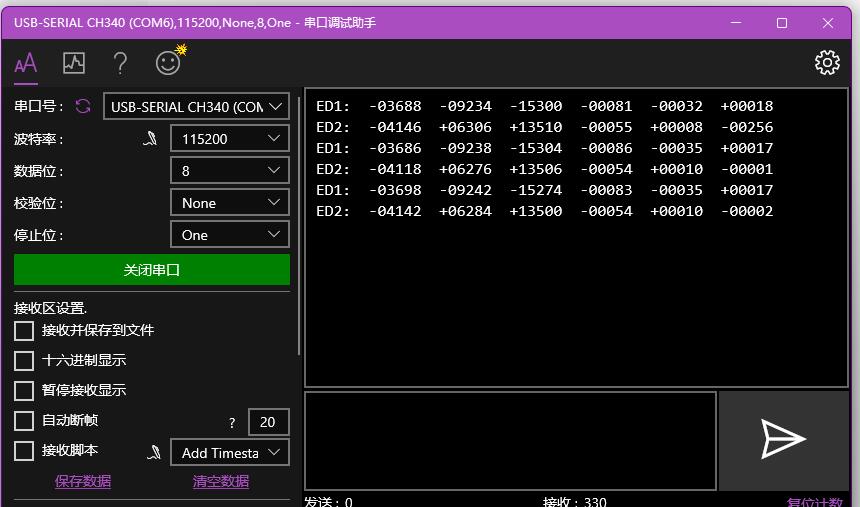 USB-SERIAL CH340 (COM6),115200,None,8,One - 串口调试助手
串口号 : USB-SERIAL CH340 (COM
波特率 : 115200
数据位 : 8
校验位 : None
停止位 : One
关闭串口
接收区设置.
接收并保存到文件
十六进制显示
暂停接收显示
自动断帧 ? 20
接收脚本 Add Timesta
保存数据 清空数据
ED1: -03688 -09234 -15300 -00081 -00032 +00018
ED2: -04146 +06306 +13510 -00055 +00008 -00256
ED1: -03686 -09238 -15304 -00086 -00035 +00017
ED2: -04118 +06276 +13506 -00054 +00010 -00001
ED1: -03698 -09242 -15274 -00083 -00035 +00017
ED2: -04142 +06284 +13500 -00054 +00010 -00002
发送 : 0 接收 : 330 复位计数